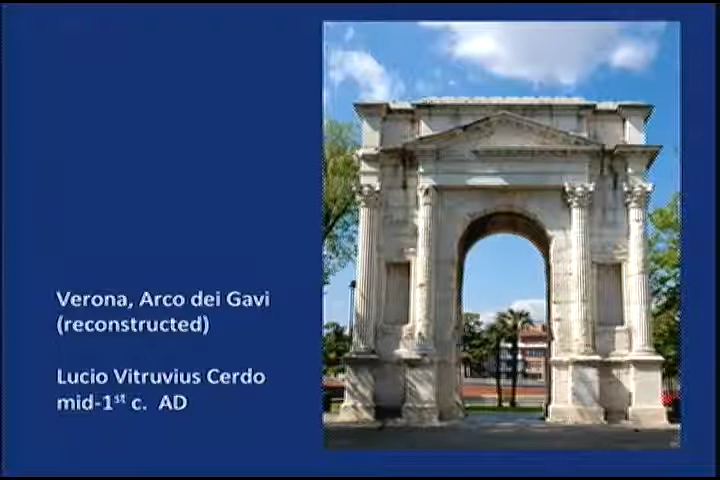 Verona, Arco dei Gavi
(reconstructed)
Lucio Vitruvius Cerdo
mid-1st c. AD